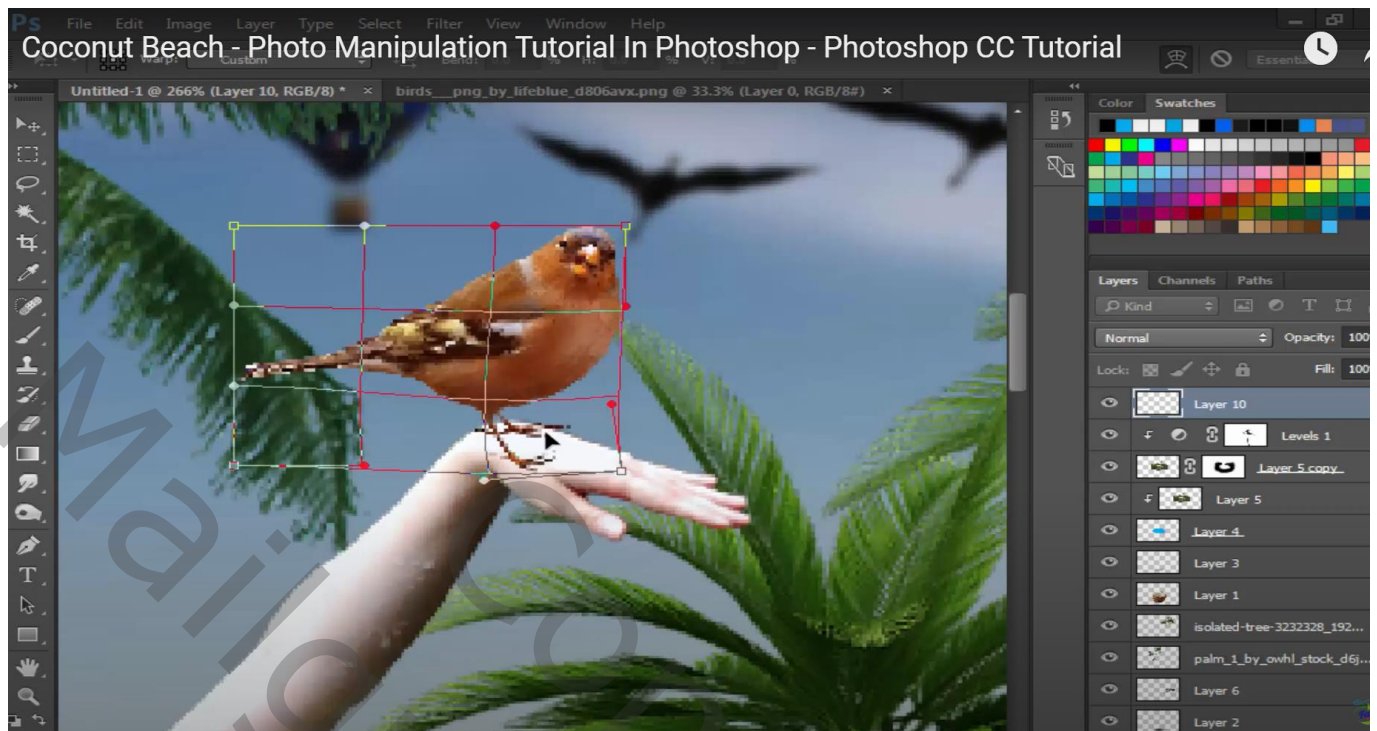 Ps File Edit Image Layer Type Select Filter View Window Help
Coconut Beach - Photo Manipulation Tutorial In Photoshop - Photoshop CC Tutorial
Warp: Custom
Untitled-1 @ 266% (Layer 10, RGB/8) * × birds___png_by_lifeblue_d806avx.png @ 33.3% (Layer 0, RGB/8#) ×
Color Swatches
Layers Channels Paths
Kind
Normal Opacity: 100
Lock: Fill: 100
Layer 10
Levels 1
Layer 5 copy
Layer 5
Layer 4
Layer 3
Layer 1
isolated-tree-3232328_192...
palm_1_by_owhl_stock_d6j...
Layer 6
Layer 2